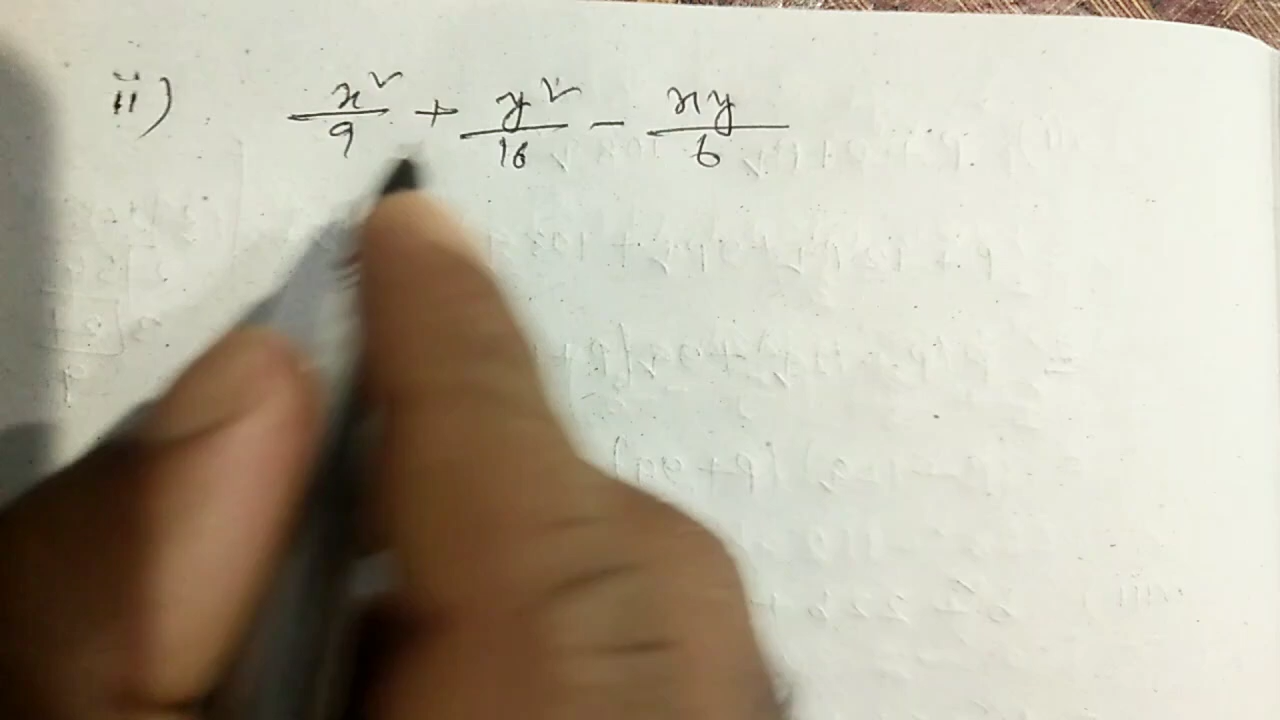 ii) x²/9 + y²/16 - xy/6